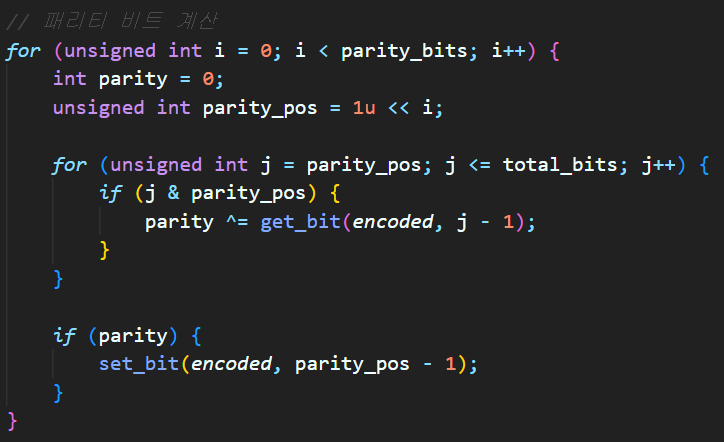 // 패리티 비트 계산
for (unsigned int i = 0; i < parity_bits; i++) {
int parity = 0;
unsigned int parity_pos = 1u << i;
for (unsigned int j = parity_pos; j <= total_bits; j++) {
if (j & parity_pos) {
parity ^= get_bit(encoded, j - 1);
}
}
if (parity) {
set_bit(encoded, parity_pos - 1);
}
}